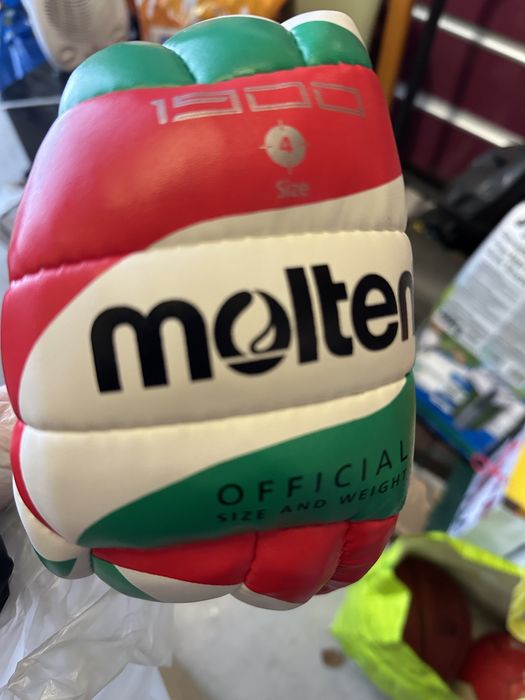 1500
4
Size
molten
OFFICIAL
SIZE AND WEIGHT